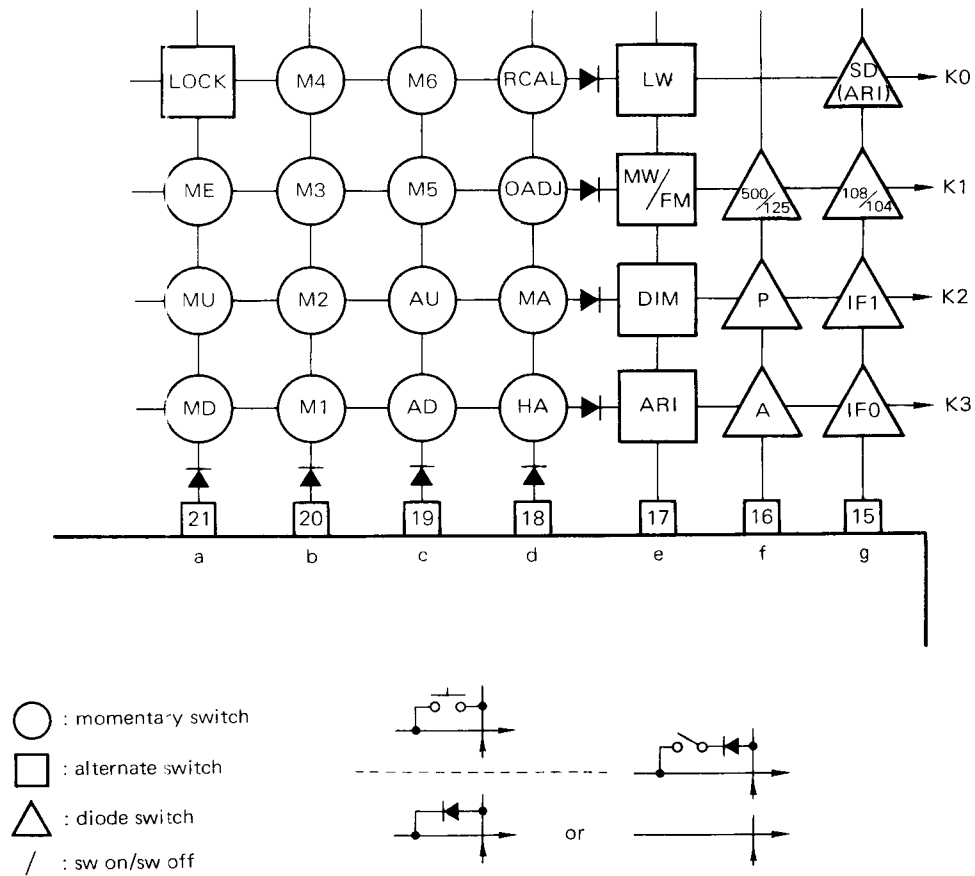 LOCK M4 M6 RCAL LW SD (ARI) K0
ME M3 M5 OADJ MW/FM 500/125 108/104 K1
MU M2 AU MA DIM P IF1 K2
MD M1 AD HA ARI A IF0 K3
21 20 19 18 17 16 15
a b c d e f g
: momentary switch
: alternate switch
: diode switch
or
/ : sw on/sw off